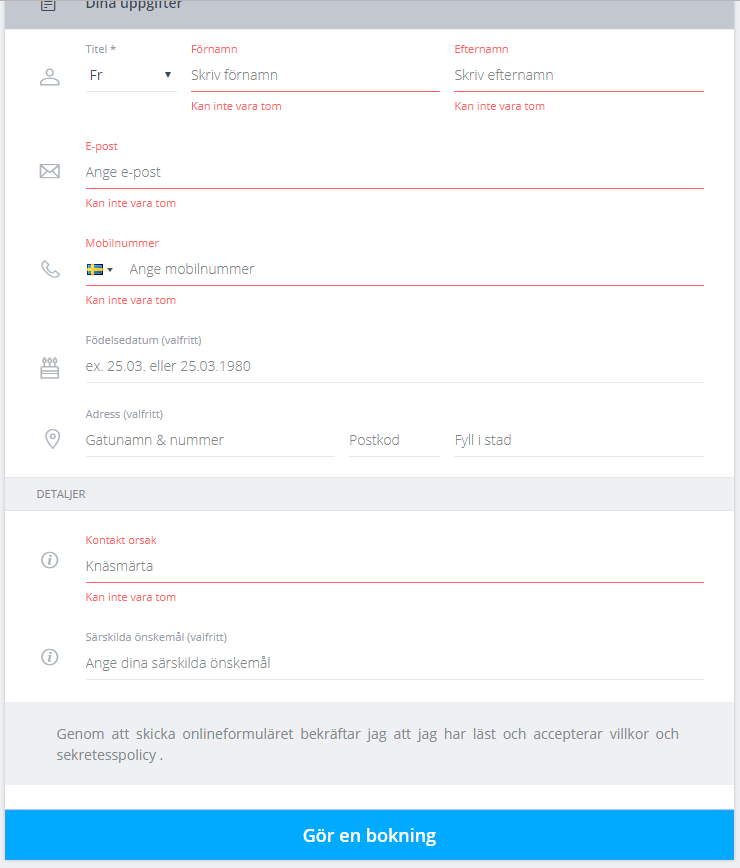 Dina uppgifter
Titel * Förnamn Efternamn
Fr Skriv förnamn Skriv efternamn
Kan inte vara tom Kan inte vara tom
E-post
Ange e-post
Kan inte vara tom
Mobilnummer
Ange mobilnummer
Kan inte vara tom
Födelsedatum (valfritt)
ex. 25.03. eller 25.03.1980
Adress (valfritt)
Gatunamn & nummer Postkod Fyll i stad
DETALJER
Kontakt orsak
Knäsmärta
Kan inte vara tom
Särskilda önskemål (valfritt)
Ange dina särskilda önskemål
Genom att skicka onlineformuläret bekräftar jag att jag har läst och accepterar villkor och
sekretesspolicy .
Gör en bokning